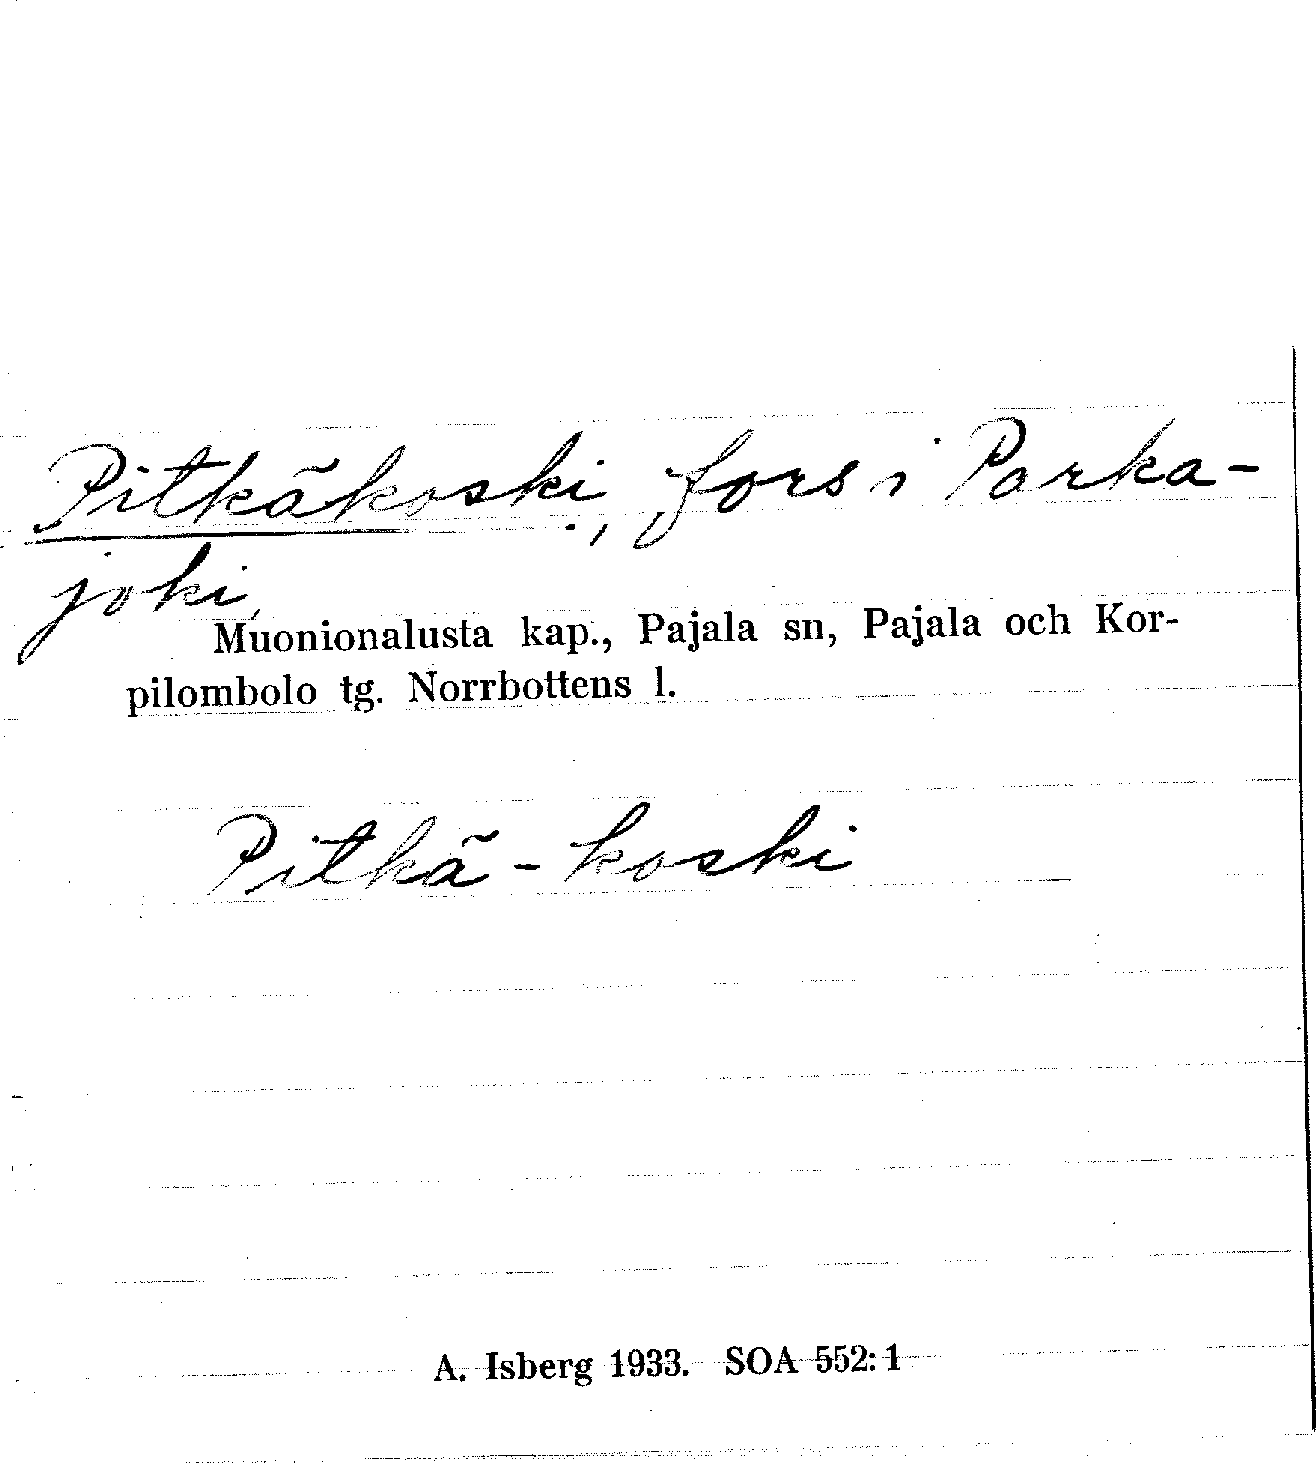 Pitkäkoski, fors i Parka-
joki,
Muonionalusta kap., Pajala sn, Pajala och Kor-
pilombolo tg. Norrbottens l.
Pitkä-koski
A. Isberg 1933. SOA 552:1